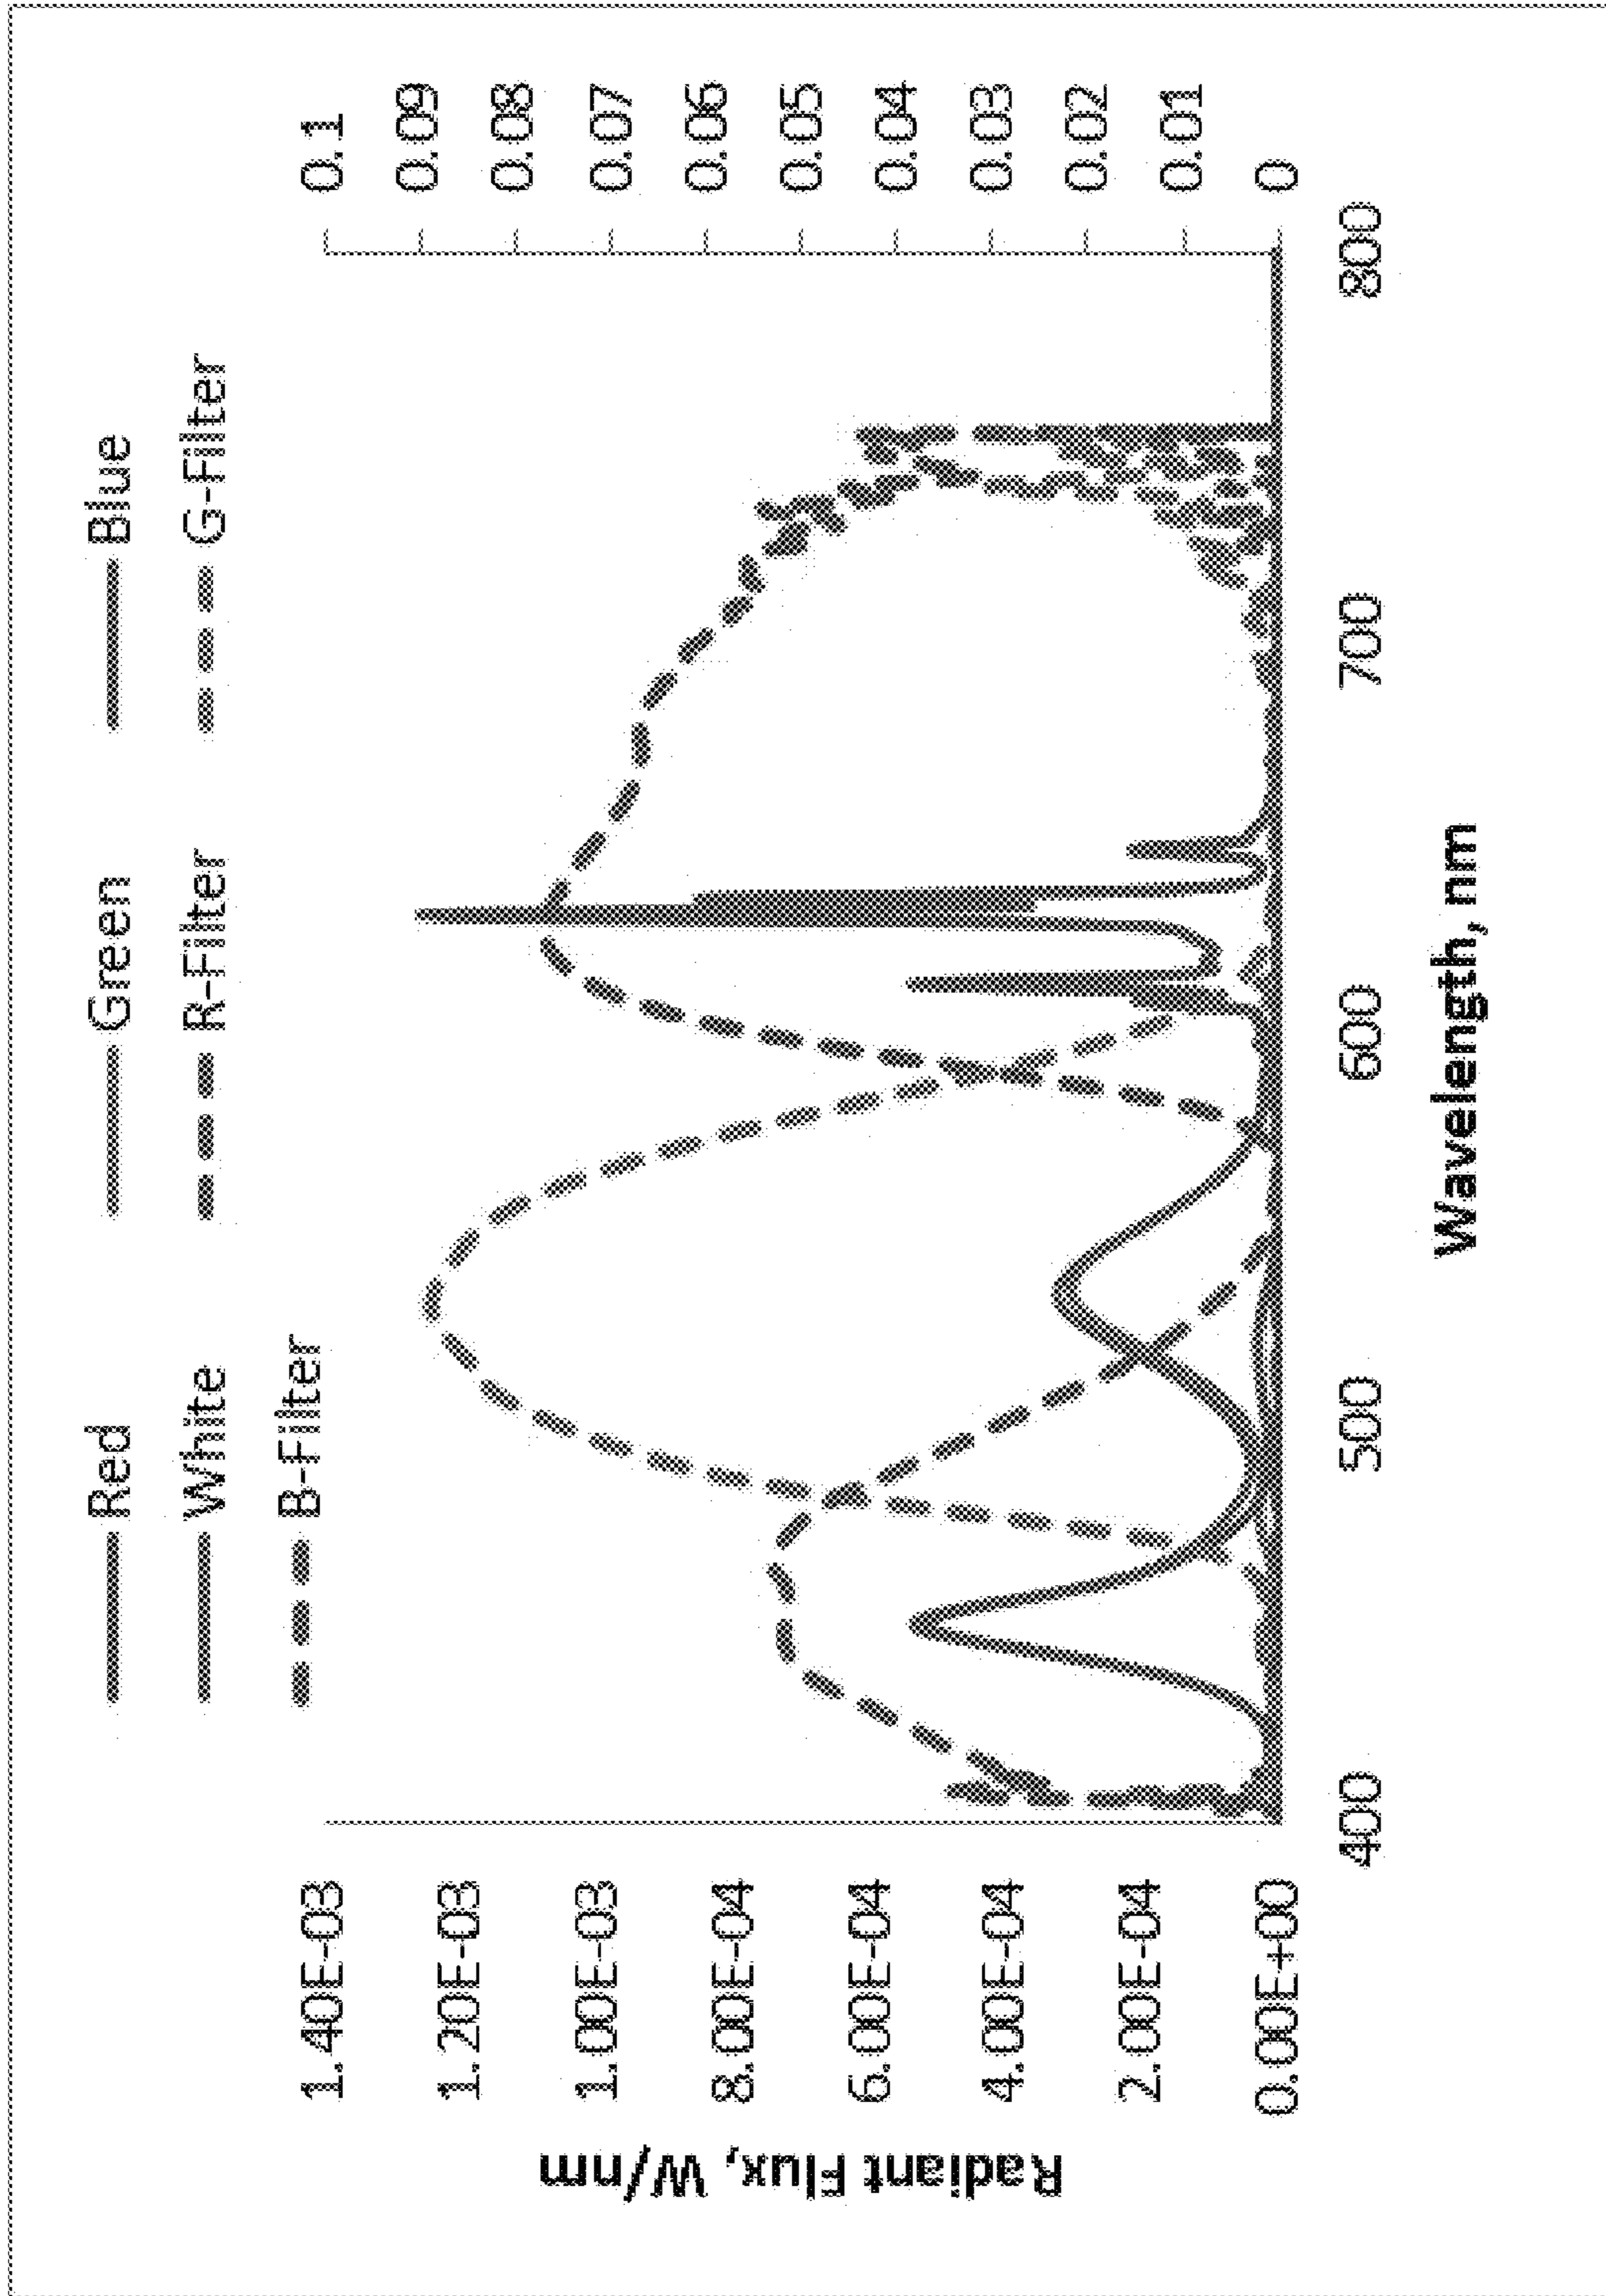 Red Green Blue
White R-Filter G-Filter
B-Filter
Radiant Flux, W/nm
1.40E-03
1.20E-03
1.00E-03
8.00E-04
6.00E-04
4.00E-04
2.00E-04
0.00E+00
0.1
0.09
0.08
0.07
0.06
0.05
0.04
0.03
0.02
0.01
0
400 500 600 700 800
Wavelength, nm